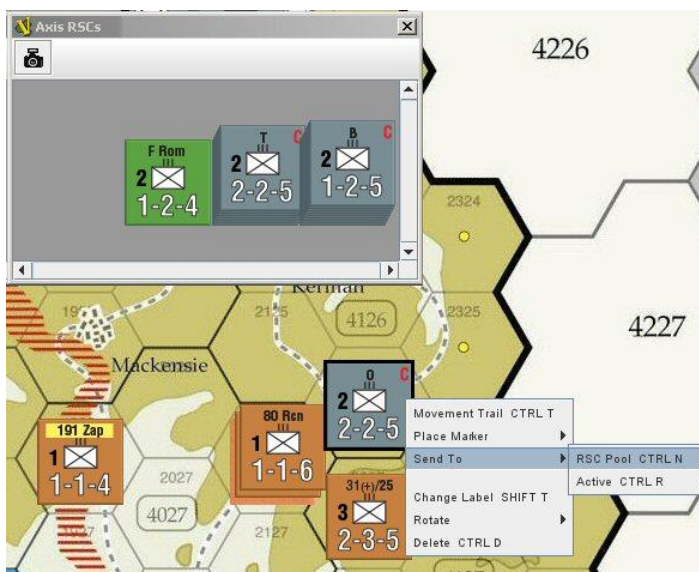 Axis RSCs
4226
F Rom
2
1-2-4
T
C
2
2-2-5
B
C
2
1-2-5
2324
Kerman
2125
4126
2325
4227
Mackensie
O
C
2
2-2-5
191 Zap
1
1-1-4
80 Rcn
1
1-1-6
31(+)/25
3
2-3-5
2027
4027
2127
Movement Trail CTRL T
Place Marker
Send To
Change Label SHIFT T
Rotate
Delete CTRL D
RSC Pool CTRL N
Active CTRL R